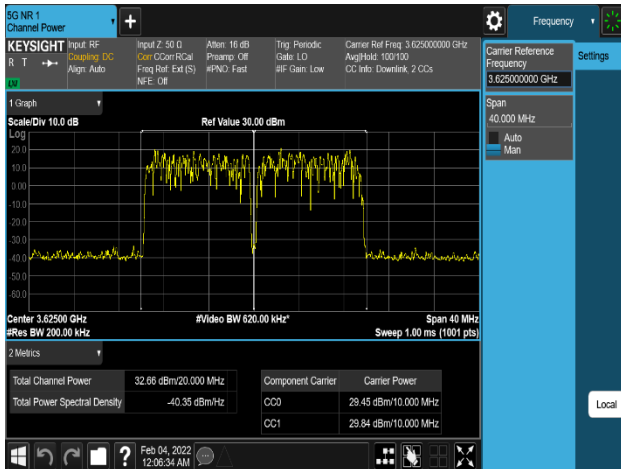 5G NR 1
Channel Power
Frequency
KEYSIGHT
R T
Input: RF
Coupling: DC
Align: Auto
Input Z: 50 Ω
Corr CCorr RCal
Freq Ref: Ext (S)
NFE: Off
Atten: 16 dB
Preamp: Off
#PNO: Fast
Trig: Periodic
Gate: LO
#IF Gain: Low
Carrier Ref Freq: 3.625000000 GHz
Avg|Hold: 100/100
CC Info: Downlink, 2 CCs
Carrier Reference
Frequency
3.625000000 GHz
Settings
Span
40.000 MHz
Auto
Man
1 Graph
Scale/Div 10.0 dB
Ref Value 30.00 dBm
Log
20.0
10.0
0.00
-10.0
-20.0
-30.0
-40.0
-50.0
-60.0
Center 3.62500 GHz
#Video BW 620.00 kHz*
Span 40 MHz
#Res BW 200.00 kHz
Sweep 1.00 ms (1001 pts)
2 Metrics
Total Channel Power 32.66 dBm/20.000 MHz
Total Power Spectral Density -40.35 dBm/Hz
Component Carrier Carrier Power
CC0 29.45 dBm/10.000 MHz
CC1 29.84 dBm/10.000 MHz
Local
Feb 04, 2022
12:06:34 AM